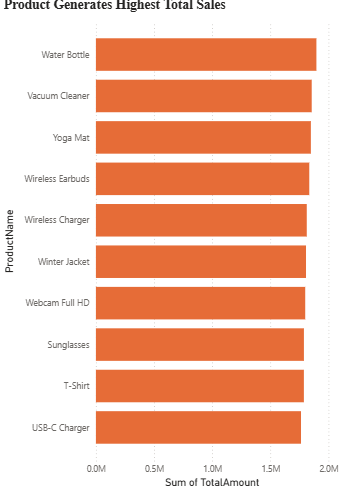 Product Generates Highest Total Sales
Water Bottle
Vacuum Cleaner
Yoga Mat
Wireless Earbuds
Wireless Charger
Winter Jacket
Webcam Full HD
Sunglasses
T-Shirt
USB-C Charger
ProductName
0.0M 0.5M 1.0M 1.5M 2.0M
Sum of TotalAmount